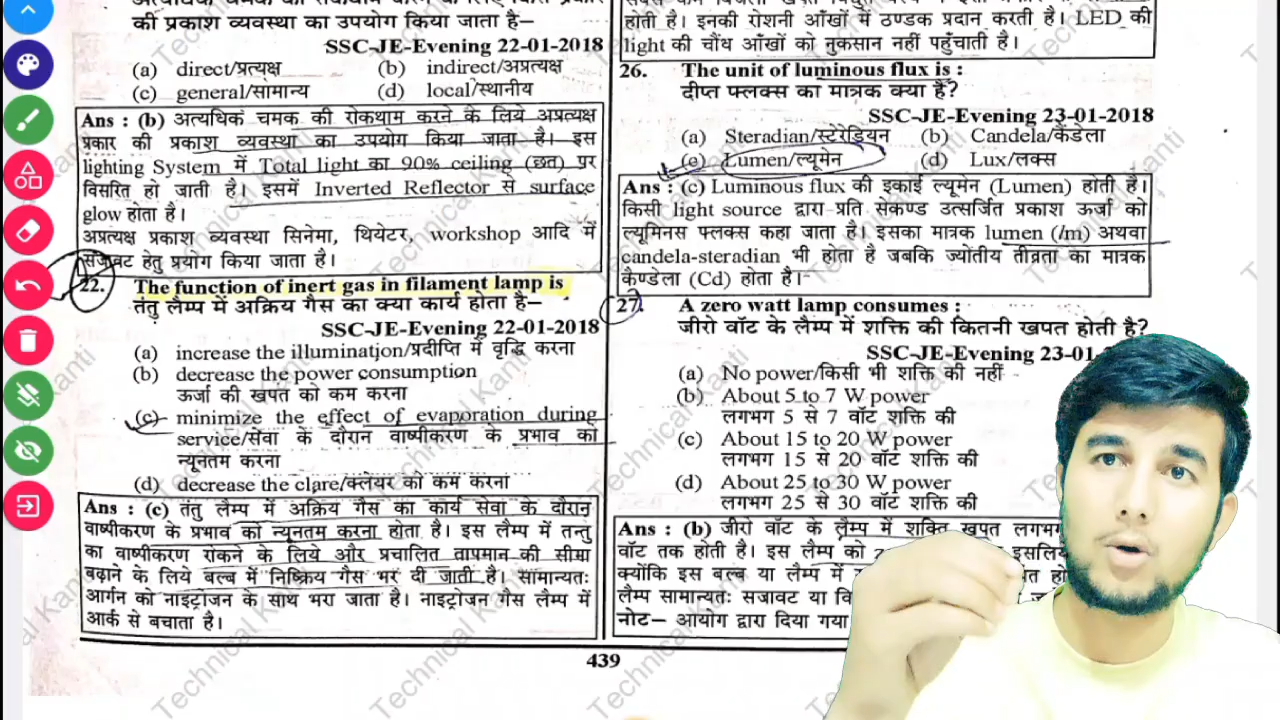 की प्रकाश व्यवस्था का उपयोग किया जाता है–
SSC-JE-Evening 22-01-2018
(a) direct/प्रत्यक्ष (b) indirect/अप्रत्यक्ष
(c) general/सामान्य (d) local/स्थानीय
Ans : (b) अत्यधिक चमक की रोकथाम करने के लिये अप्रत्यक्ष
प्रकार की प्रकाश व्यवस्था का उपयोग किया जाता है। इस
lighting System में Total light का 90% ceiling (छत) पर
विसरित हो जाती है। इसमें Inverted Reflector से surface
glow होता है।
अप्रत्यक्ष प्रकाश व्यवस्था सिनेमा, थियेटर, workshop आदि में
सजावट हेतु प्रयोग किया जाता है।
22. The function of inert gas in filament lamp is
तंतु लैम्प में अक्रिय गैस का क्या कार्य होता है–
SSC-JE-Evening 22-01-2018
(a) increase the illumination/प्रदीप्ति में वृद्धि करना
(b) decrease the power consumption
ऊर्जा की खपत को कम करना
(c) minimize the effect of evaporation during
service/सेवा के दौरान वाष्पीकरण के प्रभाव को
न्यूनतम करना
(d) decrease the clare/क्लेयर को कम करना
Ans : (c) तंतु लैम्प में अक्रिय गैस का कार्य सेवा के दौरान
वाष्पीकरण के प्रभाव को न्यूनतम करना होता है। इस लैम्प में तन्तु
का वाष्पीकरण रोकने के लिये और प्रचालित तापमान की सीमा
बढ़ाने के लिये बल्ब में निष्क्रिय गैस भर दी जाती है। सामान्यतः
आर्गन को नाइट्रोजन के साथ भरा जाता है। नाइट्रोजन गैस लैम्प में
आर्क से बचाता है।
होती है। इनकी रोशनी आँखों में ठण्डक प्रदान करती है। LED की
light की चौंध आँखों को नुकसान नहीं पहुँचाती है।
26. The unit of luminous flux is :
दीप्त फ्लक्स का मात्रक क्या है?
SSC-JE-Evening 23-01-2018
(a) Steradian/स्टेरेडियन (b) Candela/कैंडेला
(c) Lumen/ल्यूमेन (d) Lux/लक्स
Ans : (c) Luminous flux की इकाई ल्यूमेन (Lumen) होती है।
किसी light source द्वारा प्रति सेकण्ड उत्सर्जित प्रकाश ऊर्जा को
ल्यूमिनस फ्लक्स कहा जाता है। इसका मात्रक lumen (lm) अथवा
candela-steradian भी होता है जबकि ज्योतीय तीव्रता का मात्रक
कैण्डेला (Cd) होता है।
27. A zero watt lamp consumes :
जीरो वॉट के लैम्प में शक्ति की कितनी खपत होती है?
SSC-JE-Evening 23-01-
(a) No power/किसी भी शक्ति की नहीं
(b) About 5 to 7 W power
लगभग 5 से 7 वॉट शक्ति की
(c) About 15 to 20 W power
लगभग 15 से 20 वॉट शक्ति की
(d) About 25 to 30 W power
लगभग 25 से 30 वॉट शक्ति की
Ans : (b) जीरो वॉट के लैम्प में शक्ति खपत लगभग
वॉट तक होती है। इस लैम्प को इसलिये
क्योंकि इस बल्ब या लैम्प में
लैम्प सामान्यतः सजावट या
नोट– आयोग द्वारा दिया गया
439
Technical Kanti